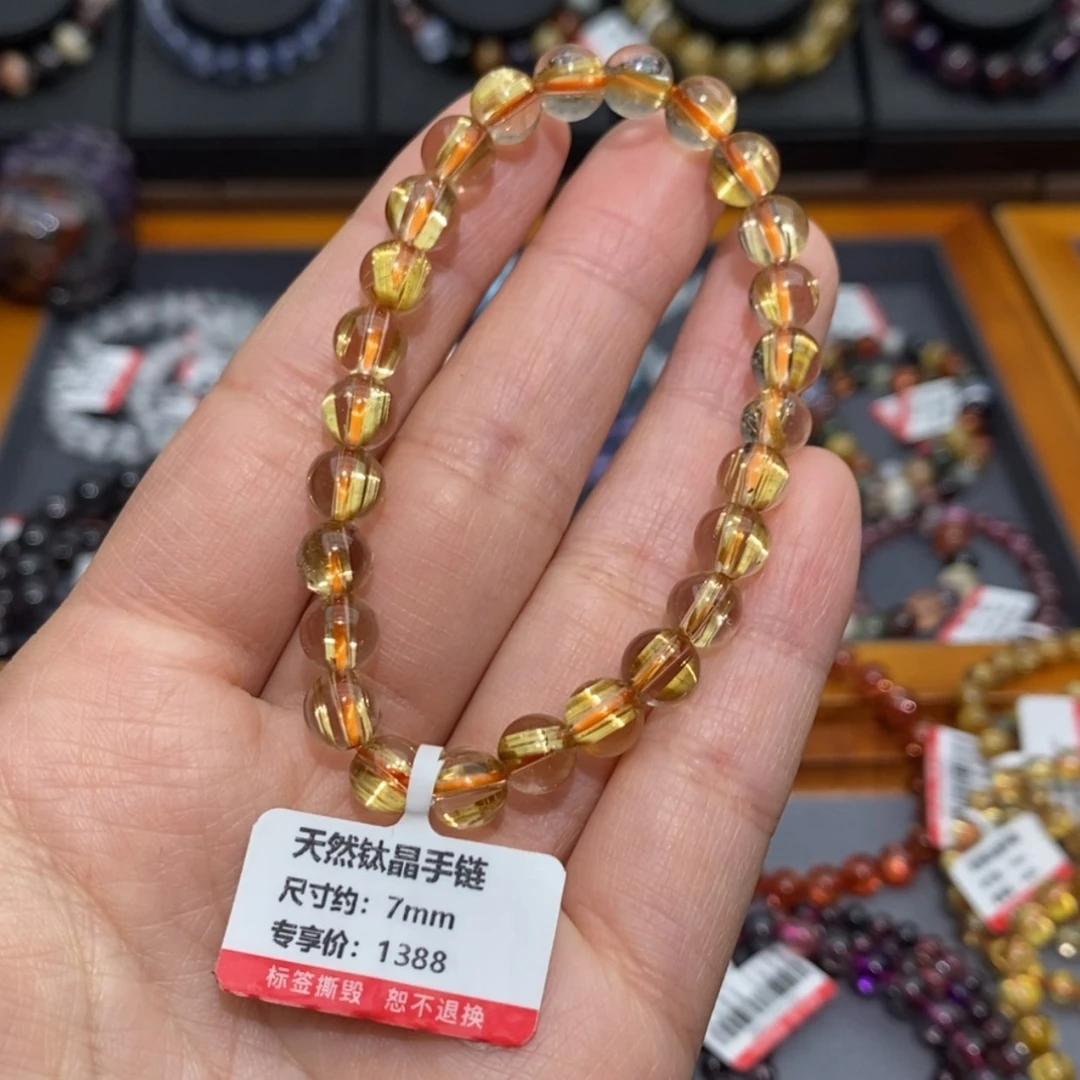 天然钛晶手链
尺寸约：7mm
专享价：1388
标签撕毁 恕不退换